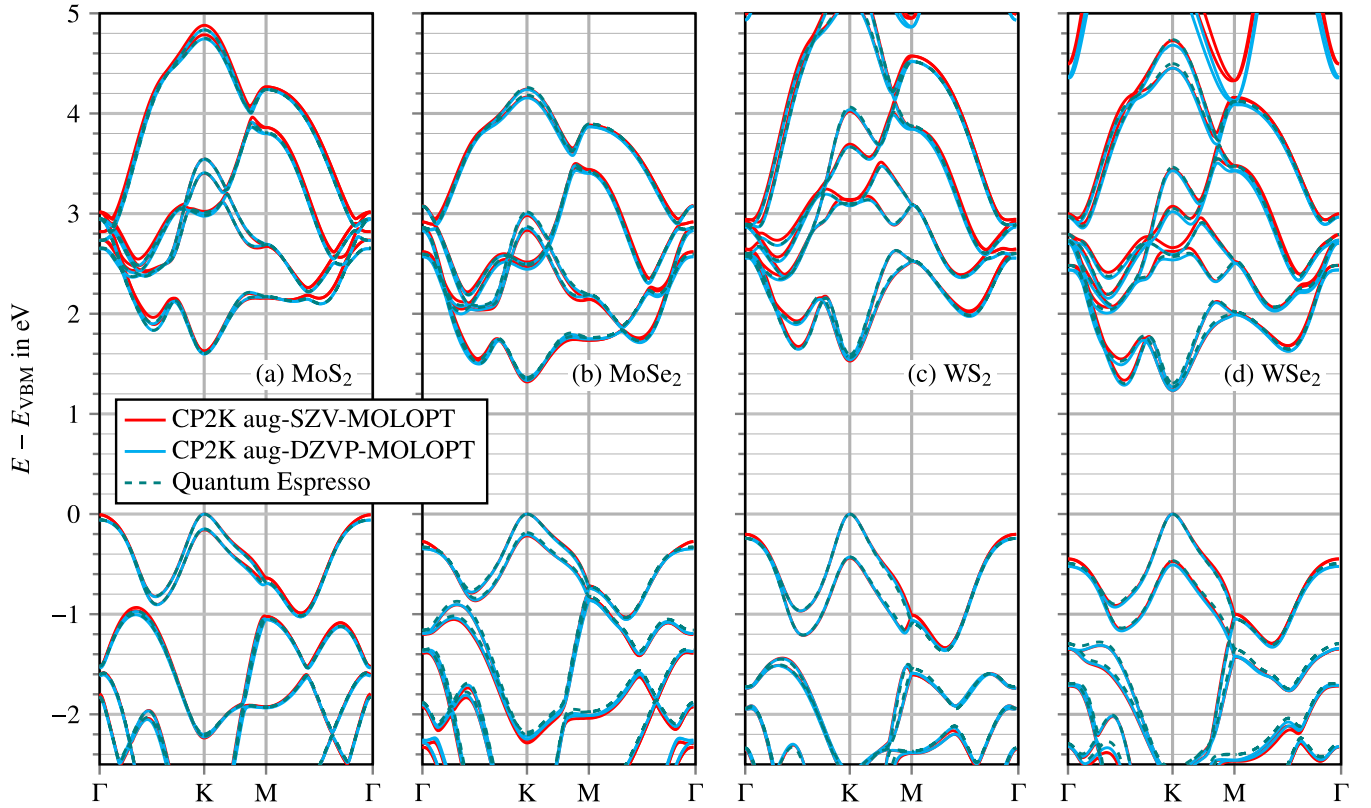 5
4
3
2
1
0
−1
−2
E − E_VBM in eV
(a) MoS₂
(b) MoSe₂
(c) WS₂
(d) WSe₂
CP2K aug-SZV-MOLOPT
CP2K aug-DZVP-MOLOPT
Quantum Espresso
Γ K M Γ
Γ K M Γ
Γ K M Γ
Γ K M Γ